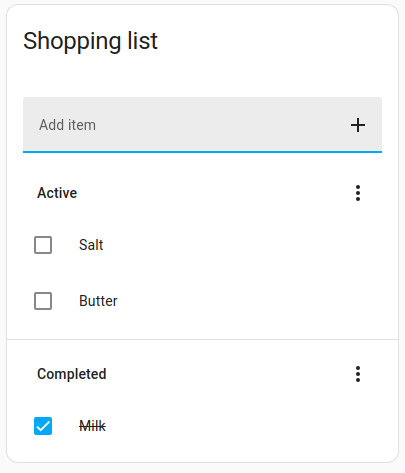 Shopping list
Add item
Active
Salt
Butter
Completed
Milk